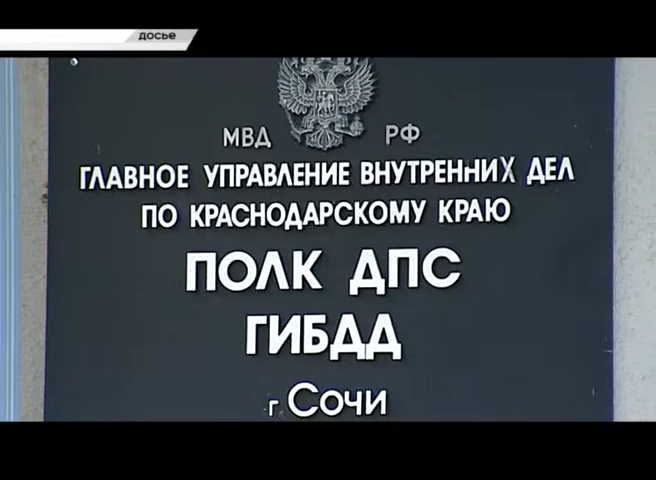 досье
МВД РФ
ГЛАВНОЕ УПРАВЛЕНИЕ ВНУТРЕННИХ ДЕЛ
ПО КРАСНОДАРСКОМУ КРАЮ
ПОЛК ДПС
ГИБДД
г Сочи